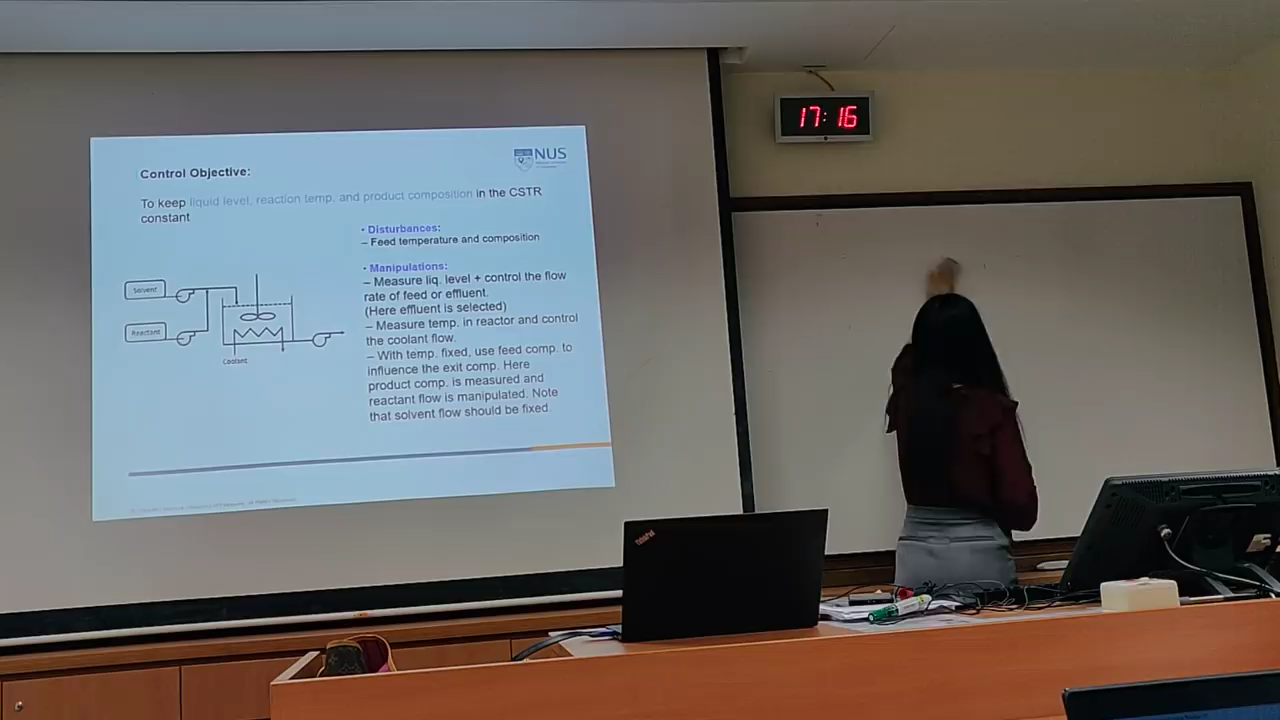 17:16
NUS
Control Objective:
To keep liquid level, reaction temp. and product composition in the CSTR
constant
• Disturbances:
– Feed temperature and composition
• Manipulations:
– Measure liq. level + control the flow
rate of feed or effluent.
(Here effluent is selected)
– Measure temp. in reactor and control
the coolant flow.
– With temp. fixed, use feed comp. to
influence the exit comp. Here
product comp. is measured and
reactant flow is manipulated. Note
that solvent flow should be fixed.
Solvent
Reactant
Coolant
ThinkPad